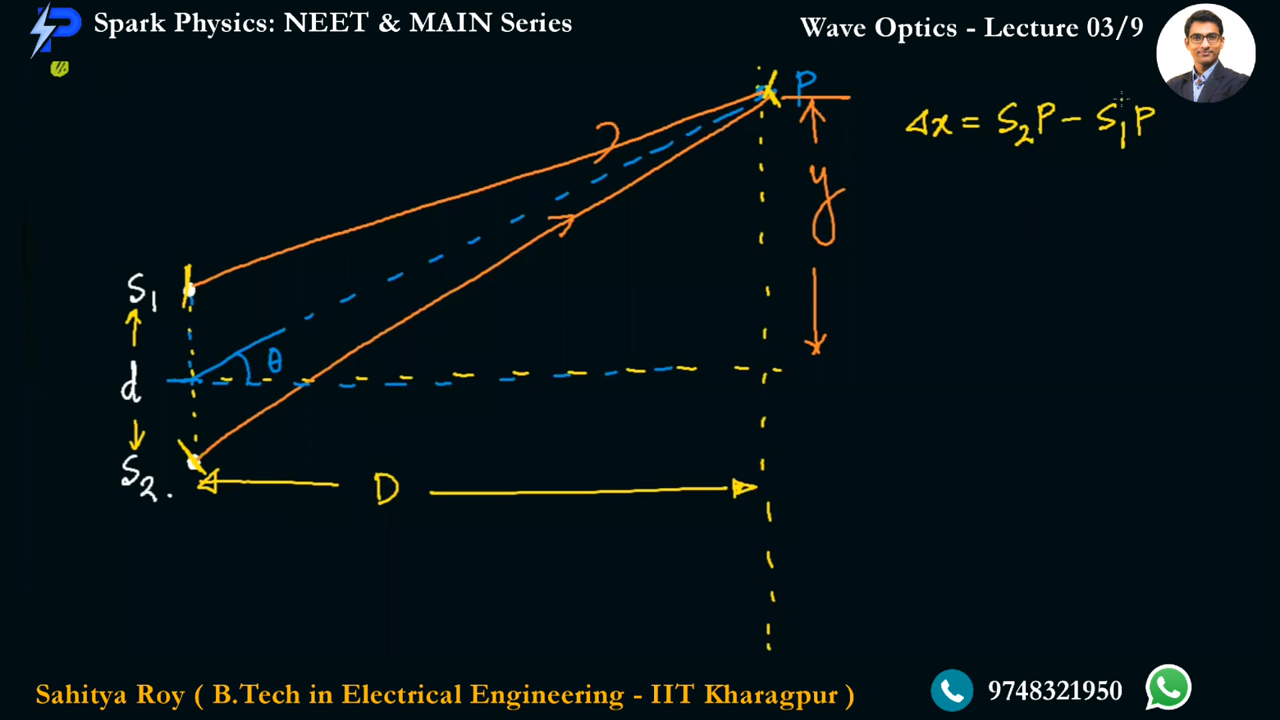 Spark Physics: NEET & MAIN Series
Wave Optics - Lecture 03/9
P
Δx = S₂P - S₁P
y
S₁
θ
d
S₂.
D
Sahitya Roy ( B.Tech in Electrical Engineering - IIT Kharagpur )
9748321950